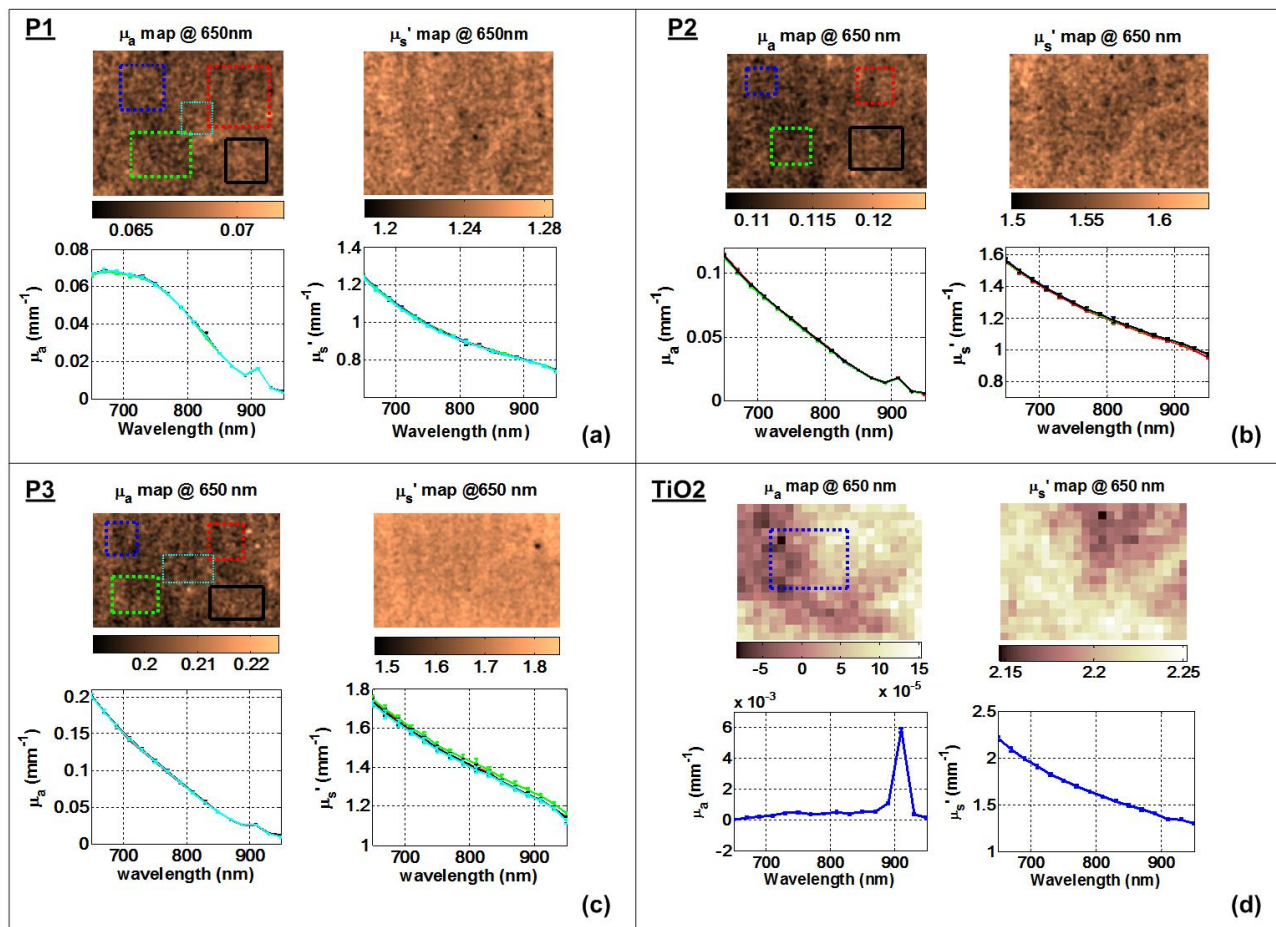 P1
μa map @ 650nm
μs' map @ 650nm
0.065 0.07
1.2 1.24 1.28
0.08
0.06
0.04
0.02
0
μa (mm-1)
700 800 900
Wavelength (nm)
1.4
1.2
1
0.8
μs' (mm-1)
700 800 900
Wavelength (nm)
(a)
P2
μa map @ 650 nm
μs' map @ 650 nm
0.11 0.115 0.12
1.5 1.55 1.6
0.1
0.05
0
μa (mm-1)
700 800 900
wavelength (nm)
1.6
1.4
1.2
1
0.8
μs' (mm-1)
700 800 900
wavelength (nm)
(b)
P3
μa map @ 650 nm
μs' map @650 nm
0.2 0.21 0.22
1.5 1.6 1.7 1.8
0.2
0.15
0.1
0.05
0
μa (mm-1)
700 800 900
wavelength (nm)
1.8
1.6
1.4
1.2
1
μs' (mm-1)
700 800 900
wavelength (nm)
(c)
TiO2
μa map @ 650 nm
μs' map @ 650 nm
-5 0 5 10 15
x 10-5
2.15 2.2 2.25
x 10-3
6
4
2
0
-2
μa (mm-1)
700 800 900
wavelength (nm)
2.5
2
1.5
1
μs' (mm-1)
700 800 900
Wavelength (nm)
(d)